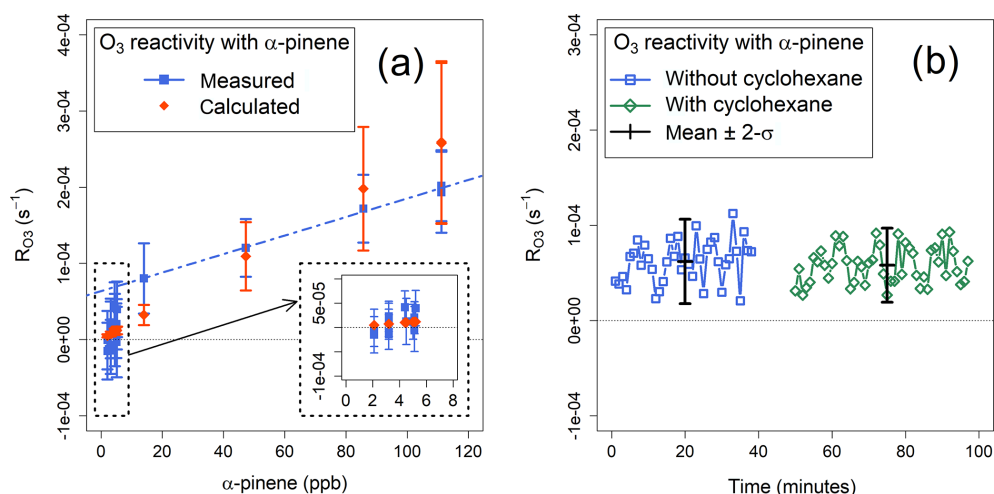 O3 reactivity with α-pinene
Measured
Calculated
(a)
RO3 (s−1)
4e-04
3e-04
2e-04
1e-04
0e+00
-1e-04
5e-05
-1e-04
0 2 4 6 8
0 20 40 60 80 100 120
α-pinene (ppb)
O3 reactivity with α-pinene
Without cyclohexane
With cyclohexane
Mean ± 2-σ
(b)
RO3 (s−1)
3e-04
2e-04
1e-04
0e+00
-1e-04
0 20 40 60 80 100
Time (minutes)